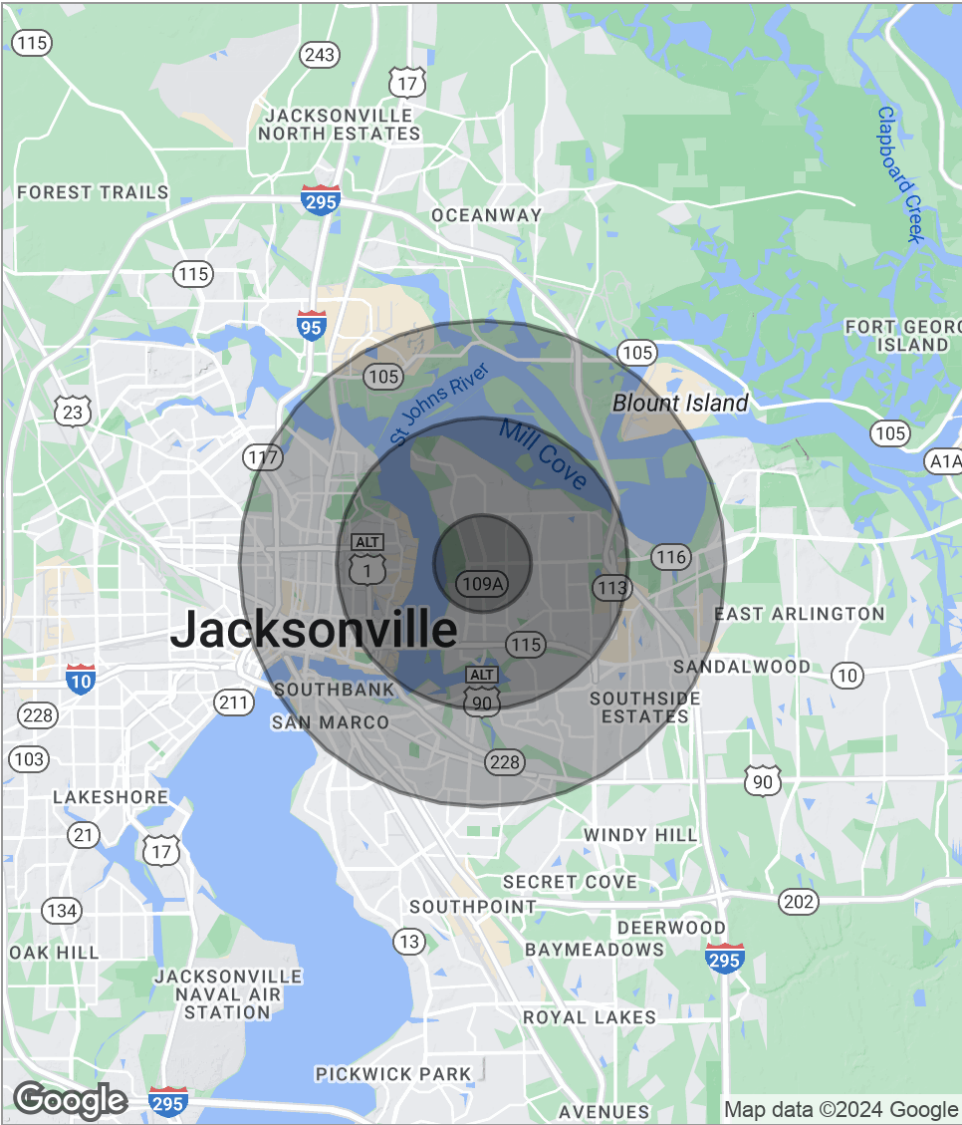 115
243
17
JACKSONVILLE
NORTH ESTATES
Clapboard Creek
FOREST TRAILS
295
OCEANWAY
115
95
FORT GEORG
ISLAND
105
105
St Johns River
Blount Island
23
Mill Cove
105
117
A1A
ALT
1
116
109A
113
EAST ARLINGTON
Jacksonville
115
SANDALWOOD
10
10
ALT
90
SOUTHBANK
211
SOUTHSIDE
ESTATES
228
SAN MARCO
103
228
90
LAKESHORE
21
17
WINDY HILL
SECRET COVE
202
134
SOUTHPOINT
DEERWOOD
13
OAK HILL
BAYMEADOWS
295
JACKSONVILLE
NAVAL AIR
STATION
ROYAL LAKES
PICKWICK PARK
Google
295
AVENUES
Map data ©2024 Google